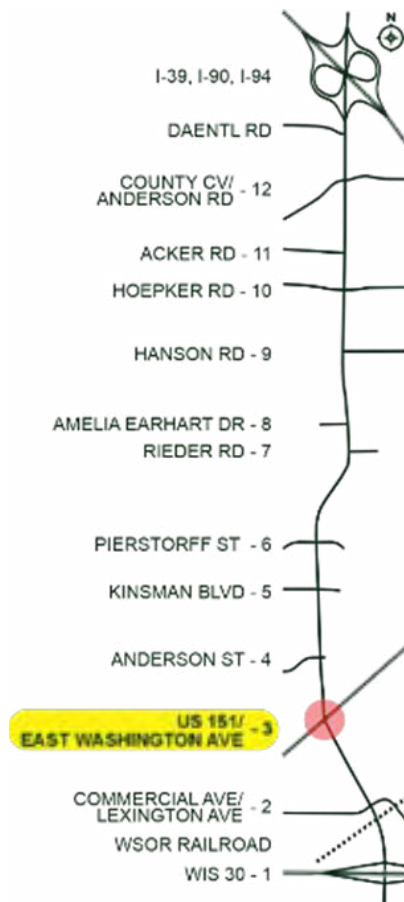 N
I-39, I-90, I-94
DAENTL RD
COUNTY CV/
ANDERSON RD - 12
ACKER RD - 11
HOEPKER RD - 10
HANSON RD - 9
AMELIA EARHART DR - 8
RIEDER RD - 7
PIERSTORFF ST - 6
KINSMAN BLVD - 5
ANDERSON ST - 4
US 151/
EAST WASHINGTON AVE - 3
COMMERCIAL AVE/
LEXINGTON AVE - 2
WSOR RAILROAD
WIS 30 - 1